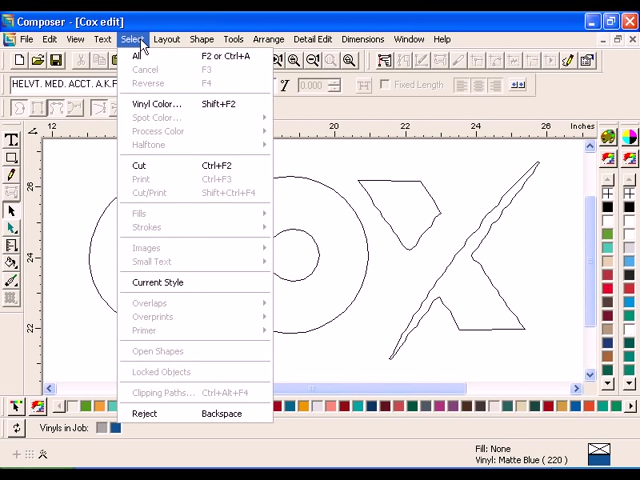 Composer - [Cox edit]
File Edit View Text Select Layout Shape Tools Arrange Detail Edit Dimensions Window Help
HELVT. MED. ACCT. A.K.F
0.000
Fixed Length
12 22 24 26 Inches
26
24
22
All F2 or Ctrl+A
Cancel F3
Reverse F4
Vinyl Color... Shift+F2
Spot Color...
Process Color
Halftone
Cut Ctrl+F2
Print Ctrl+F3
Cut/Print Shift+Ctrl+F4
Fills
Strokes
Images
Small Text
Current Style
Overlaps
Overprints
Primer
Open Shapes
Locked Objects
Clipping Paths... Ctrl+Alt+F4
Reject Backspace
Vinyls in Job:
Fill: None
Vinyl: Matte Blue ( 220 )